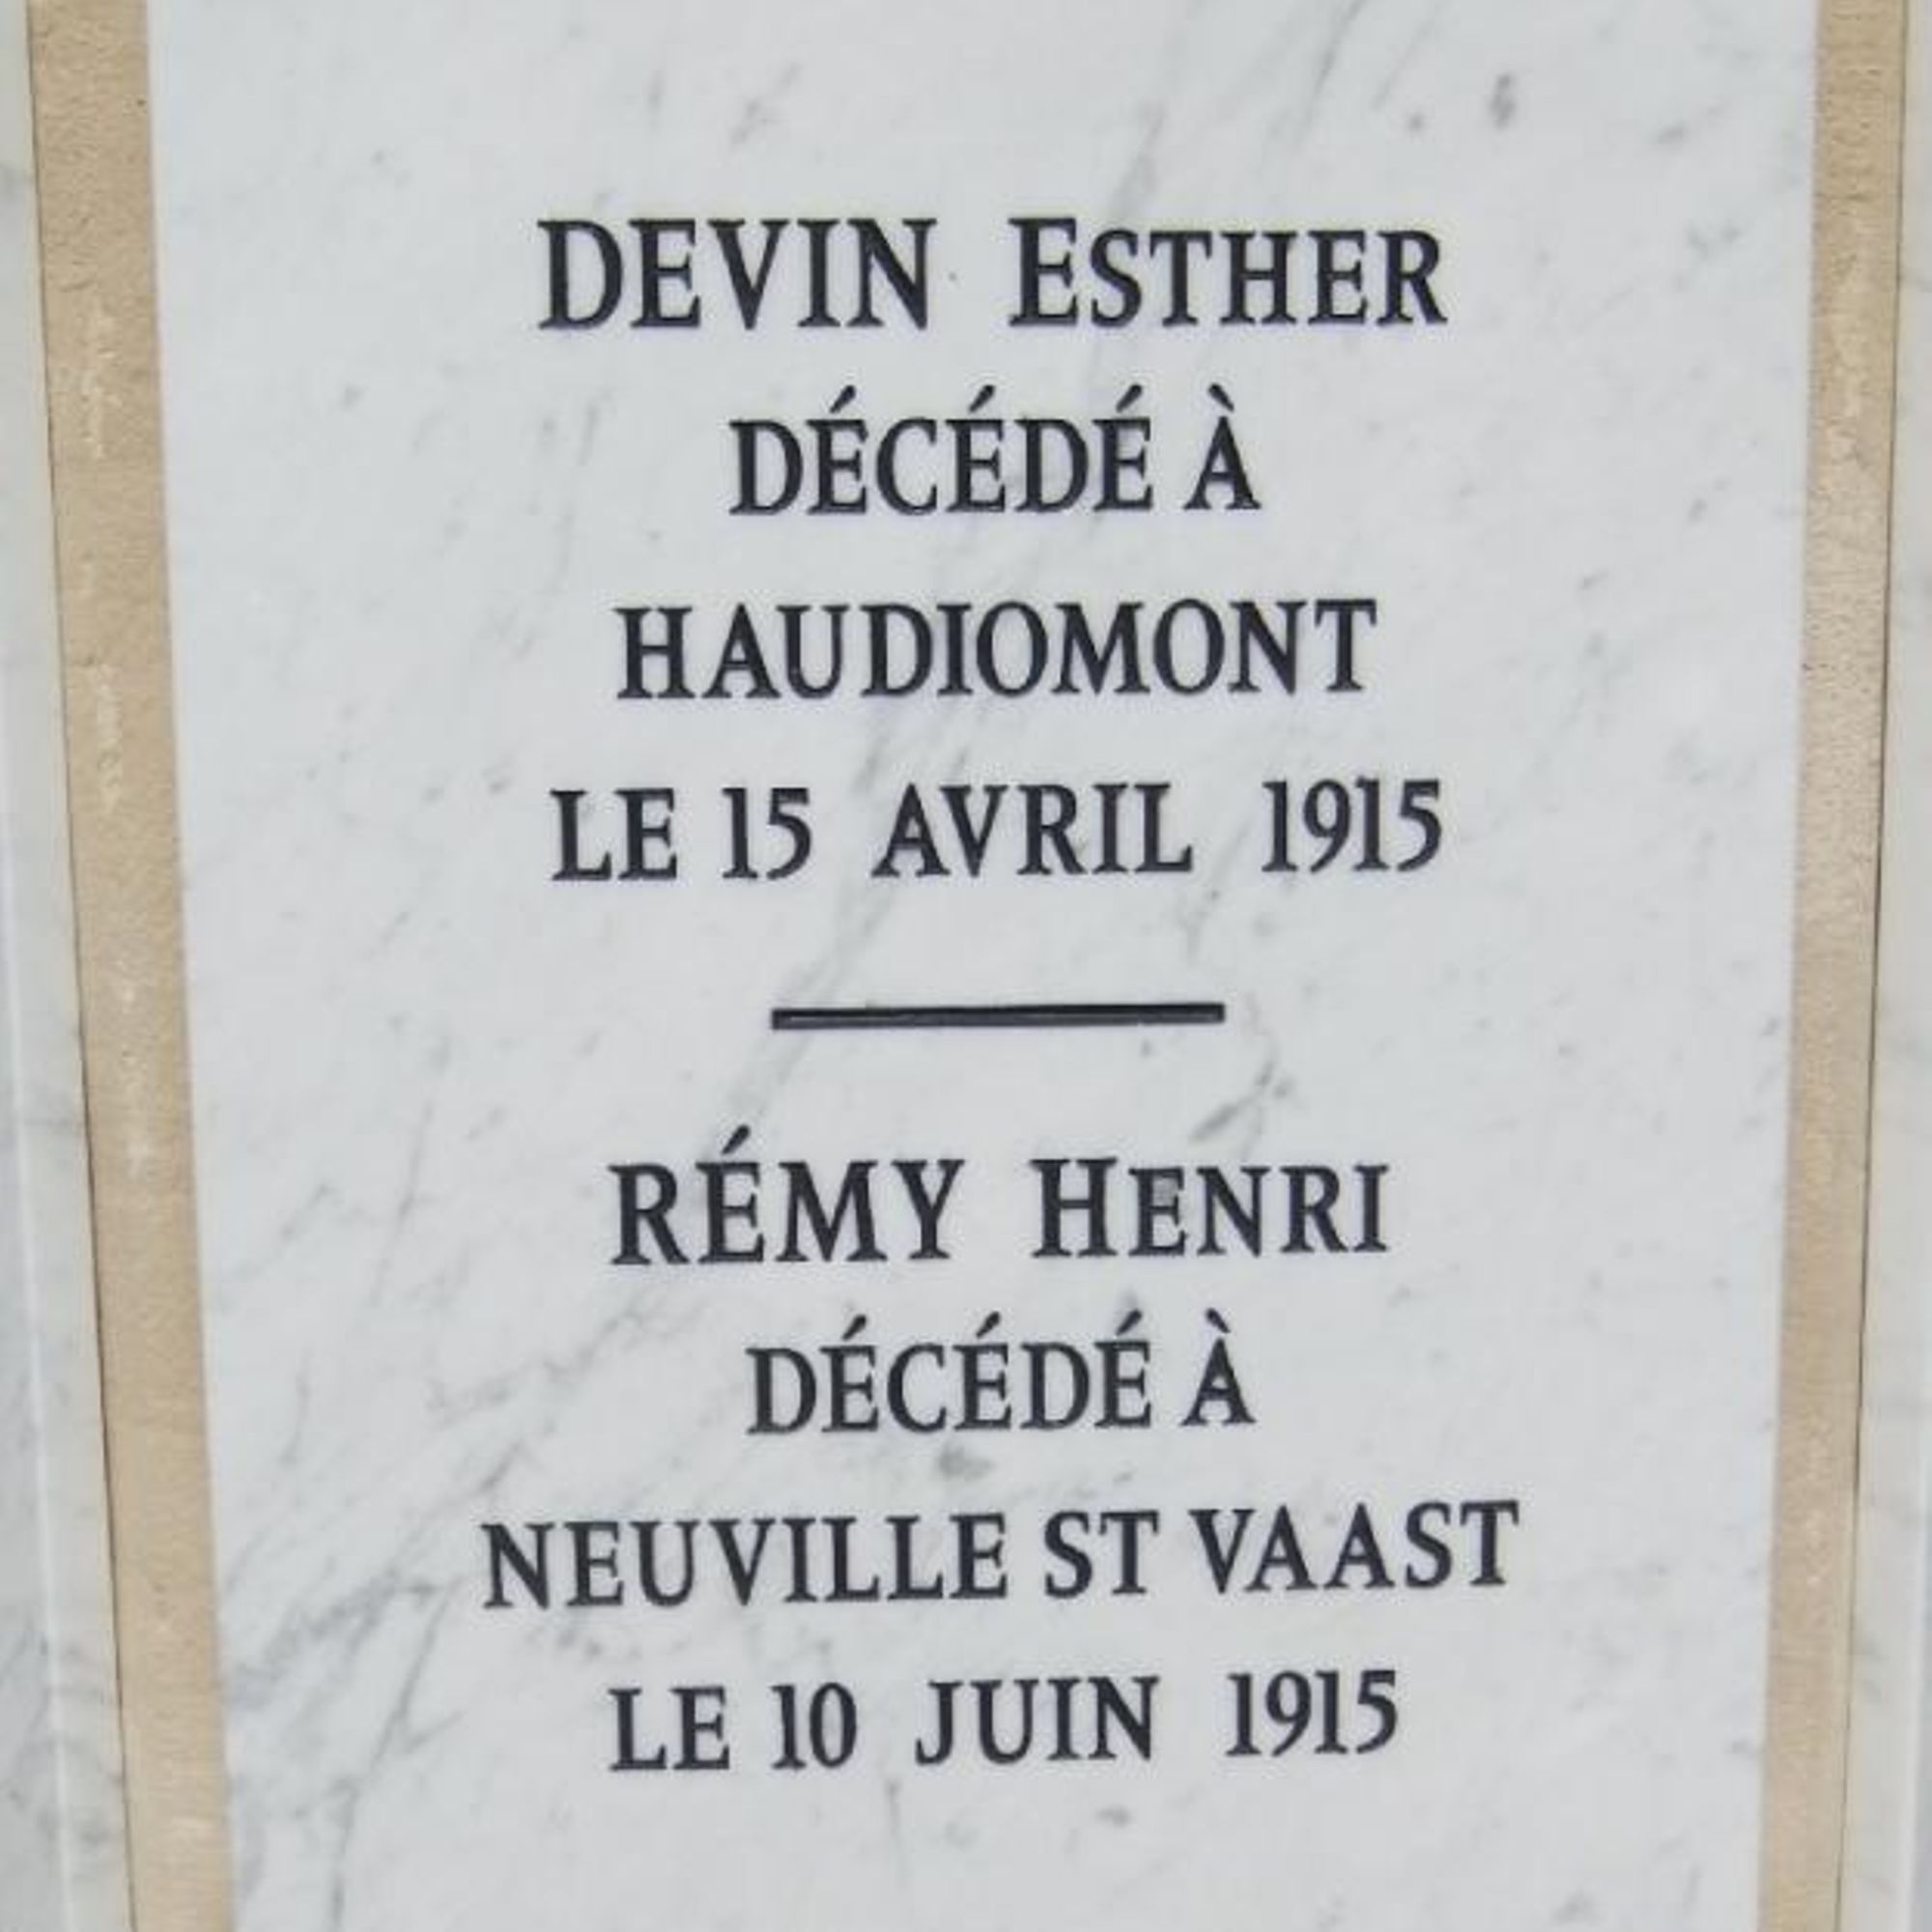 DEVIN ESTHER
DÉCÉDÉ À
HAUDIOMONT
LE 15 AVRIL 1915
RÉMY HENRI
DÉCÉDÉ À
NEUVILLE ST VAAST
LE 10 JUIN 1915